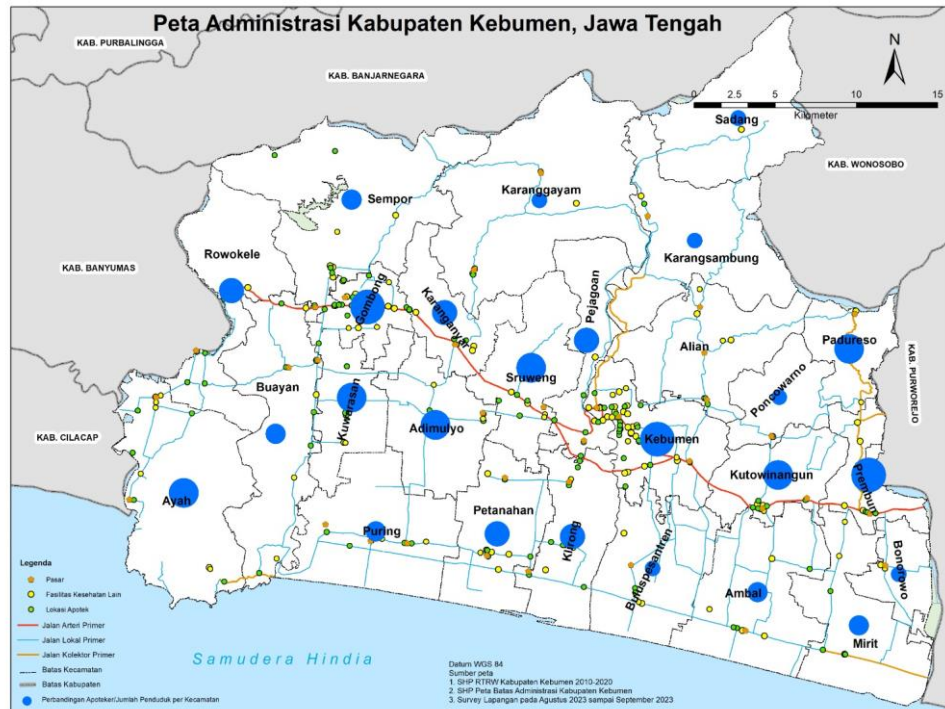 Peta Administrasi Kabupaten Kebumen, Jawa Tengah
KAB. PURBALINGGA
KAB. BANJARNEGARA
N
0 2.5 5 10 15
Kilometer
Sadang
KAB. WONOSOBO
Karanggayam
Sempor
Karangsambung
Rowokele
KAB. BANYUMAS
Gombong
Karanganyar
Pejagoan
Alian
Padureso
KAB. PURWOREJO
Sruweng
Buayan
Kuwarasan
Poncowarno
KAB. CILACAP
Adimulyo
Kebumen
Kutowinangun
Prembun
Ayah
Puring
Petanahan
Klirong
Buluspesantren
Ambal
Bonorowo
Mirit
Legenda
Pasar
Fasilitas Kesehatan Lain
Lokasi Apotek
Jalan Arteri Primer
Jalan Lokal Primer
Jalan Kolektor Primer
Batas Kecamatan
Batas Kabupaten
Perbandingan Apoteker/Jumlah Penduduk per Kecamatan
Samudera Hindia
Datum WGS 84
Sumber peta
1. SHP RTRW Kabupaten Kebumen 2010-2020
2. SHP Peta Batas Administrasi Kabupaten Kebumen
3. Survey Lapangan pada Agustus 2023 sampai September 2023